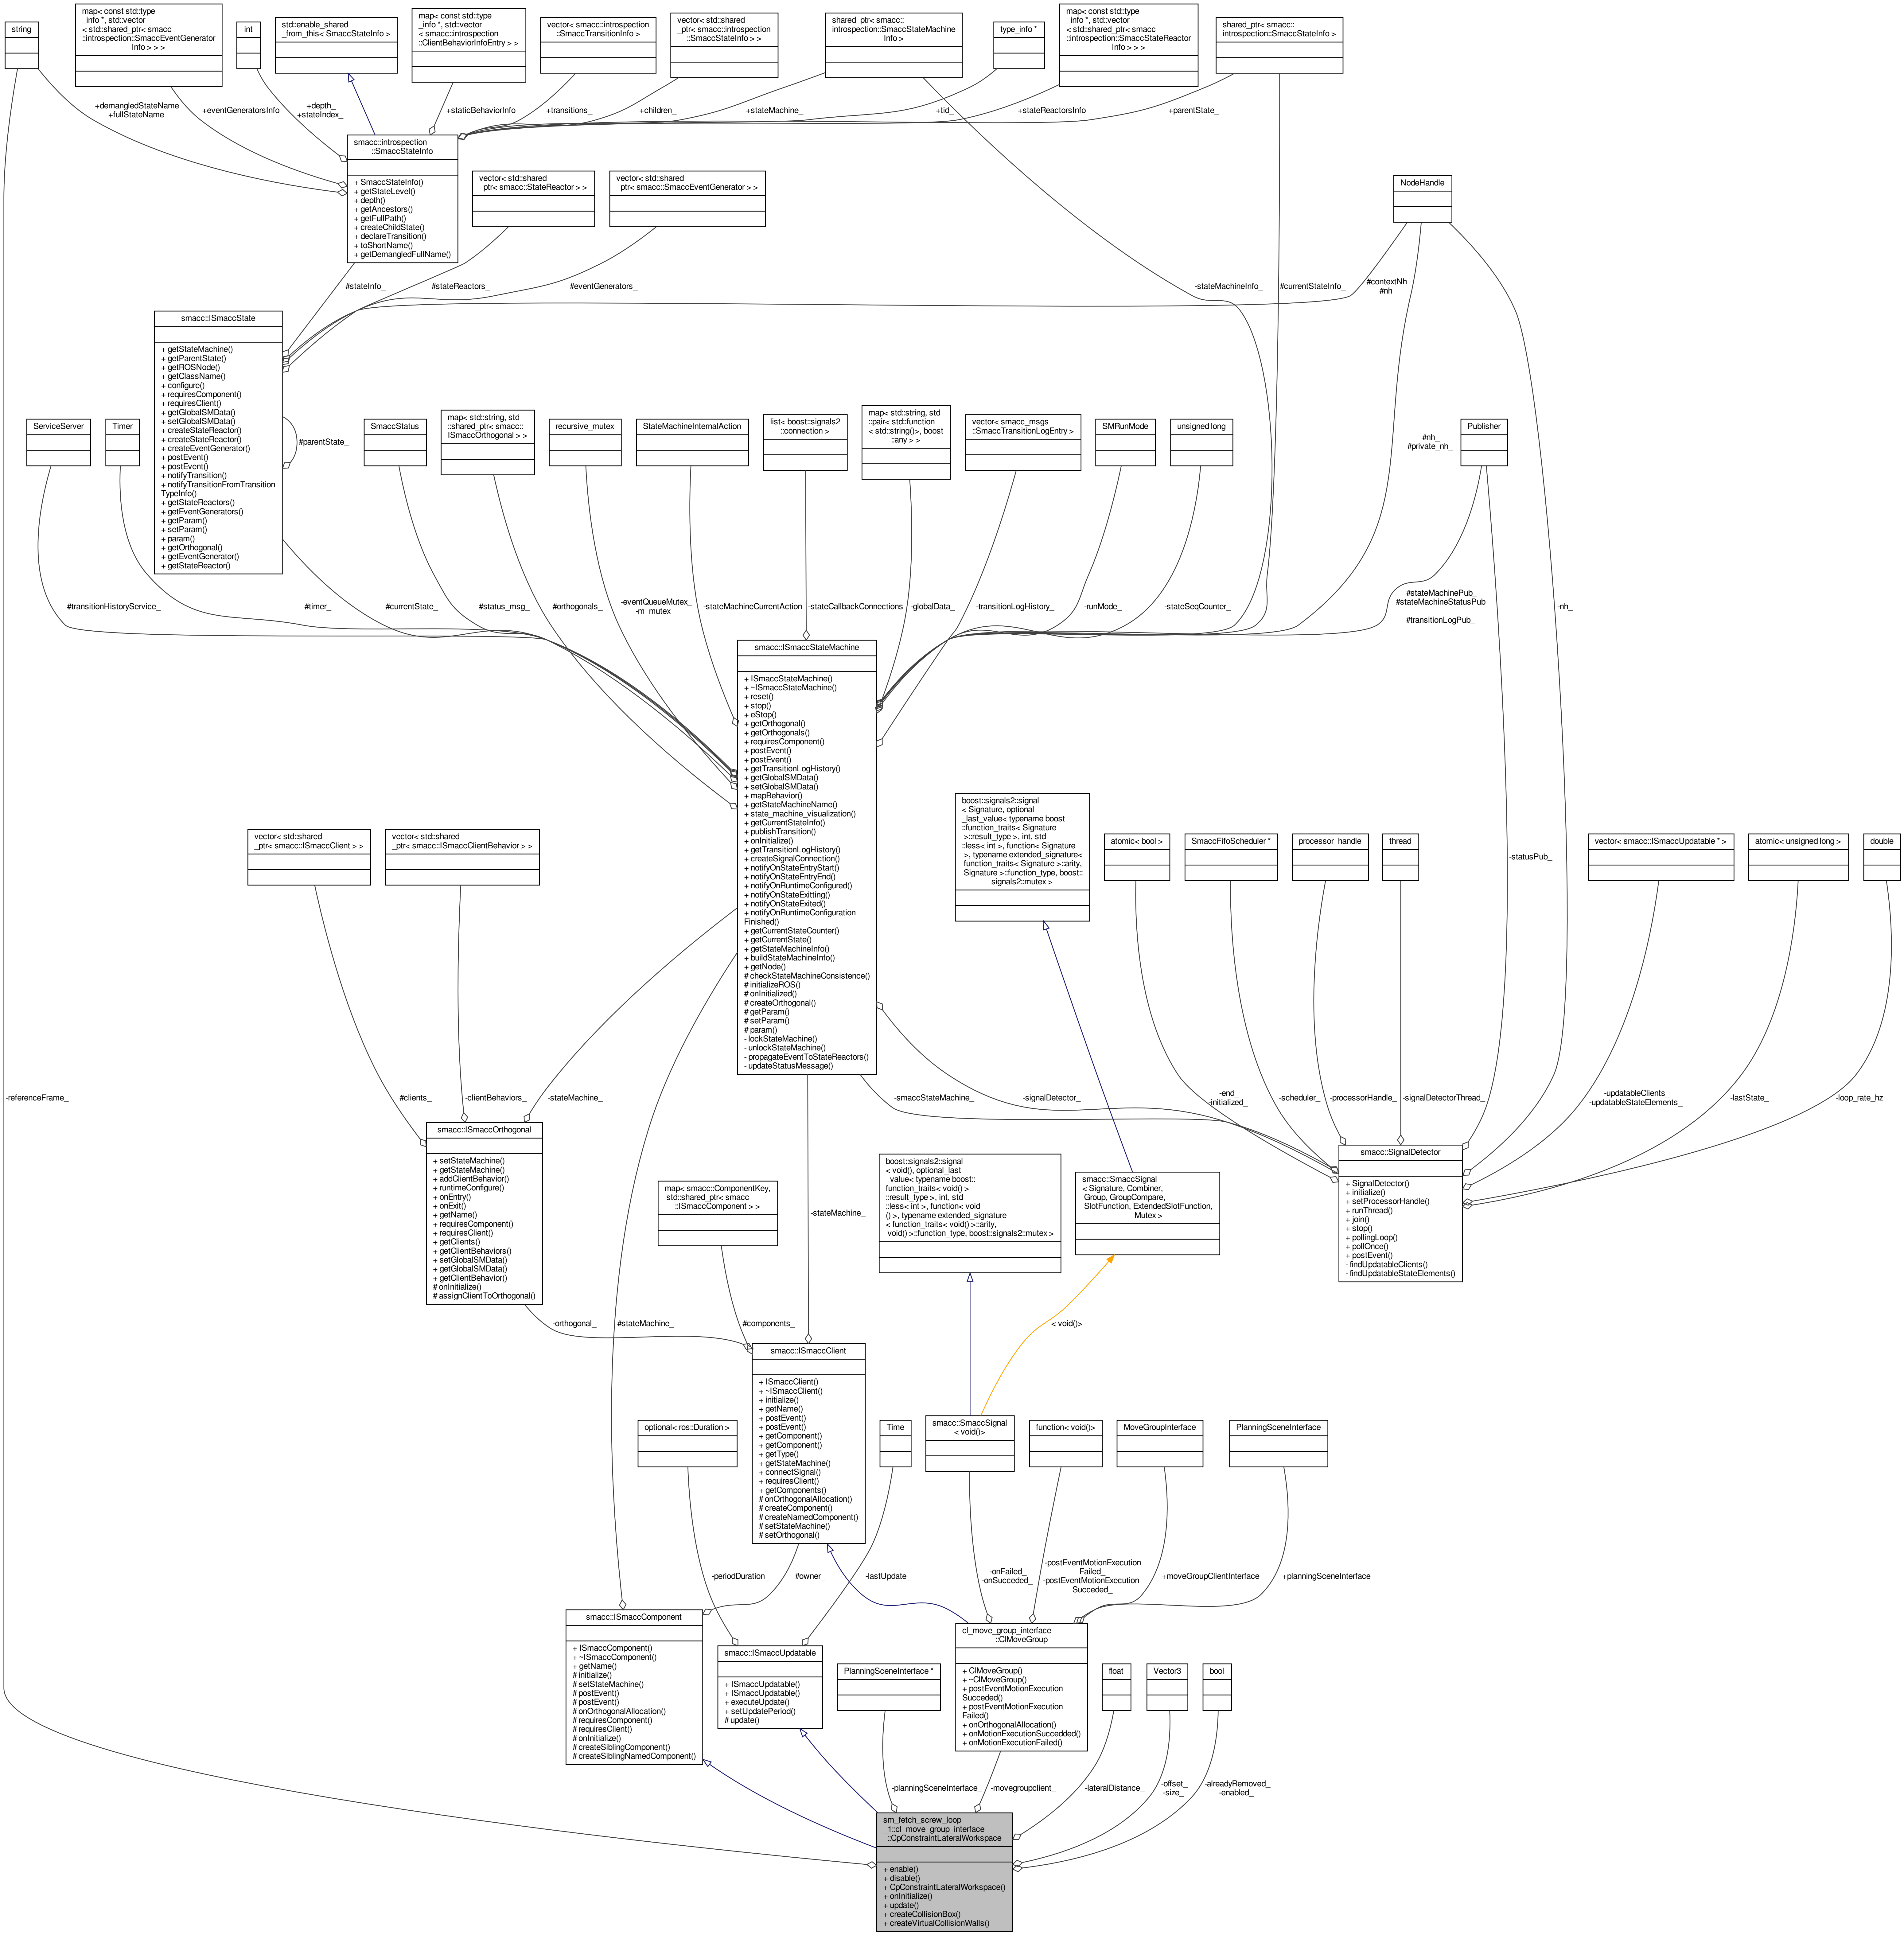 string
map< const std::type
_info *, std::vector
< std::shared_ptr< smacc
::introspection::SmaccEventGenerator
Info > > >
int
std::enable_shared
_from_this< SmaccStateInfo >
map< const std::type
_info *, std::vector
< smacc::introspection
::ClientBehaviorInfoEntry > >
vector< smacc::introspection
::SmaccTransitionInfo >
vector< std::shared
_ptr< smacc::introspection
::SmaccStateInfo > >
shared_ptr< smacc::
introspection::SmaccStateMachine
Info >
type_info *
map< const std::type
_info *, std::vector
< std::shared_ptr< smacc
::introspection::SmaccStateReactor
Info > > >
shared_ptr< smacc::
introspection::SmaccStateInfo >
+demangledStateName
+fullStateName
+eventGeneratorsInfo
+depth_
+stateIndex_
+staticBehaviorInfo
+transitions_
+children_
+stateMachine_
+tid_
+stateReactorsInfo
+parentState_
smacc::introspection
::SmaccStateInfo
+ SmaccStateInfo()
+ getStateLevel()
+ depth()
+ getAncestors()
+ getFullPath()
+ createChildState()
+ declareTransition()
+ toShortName()
+ getDemangledFullName()
vector< std::shared
_ptr< smacc::StateReactor > >
vector< std::shared
_ptr< smacc::SmaccEventGenerator > >
NodeHandle
#stateInfo_
#stateReactors_
#eventGenerators_
-stateMachineInfo_
#currentStateInfo_
#contextNh
#nh
smacc::ISmaccState
+ getStateMachine()
+ getParentState()
+ getROSNode()
+ getClassName()
+ configure()
+ requiresComponent()
+ requiresClient()
+ getGlobalSMData()
+ setGlobalSMData()
+ createStateReactor()
+ createStateReactor()
+ createEventGenerator()
+ postEvent()
+ postEvent()
+ notifyTransition()
+ notifyTransitionFromTransition
TypeInfo()
+ getStateReactors()
+ getEventGenerators()
+ getParam()
+ setParam()
+ param()
+ getOrthogonal()
+ getEventGenerator()
+ getStateReactor()
#parentState_
ServiceServer
Timer
SmaccStatus
map< std::string, std
::shared_ptr< smacc::
ISmaccOrthogonal > >
recursive_mutex
StateMachineInternalAction
list< boost::signals2
::connection >
map< std::string, std
::pair< std::function
< std::string()>, boost
::any > >
vector< smacc_msgs
::SmaccTransitionLogEntry >
SMRunMode
unsigned long
Publisher
#nh_
#private_nh_
#transitionHistoryService_
#timer_
#currentState_
#status_msg_
#orthogonals_
-eventQueueMutex_
-m_mutex_
-stateMachineCurrentAction
-stateCallbackConnections
-globalData_
-transitionLogHistory_
-runMode_
-stateSeqCounter_
#stateMachinePub_
#stateMachineStatusPub
_
#transitionLogPub_
-nh_
smacc::ISmaccStateMachine
+ ISmaccStateMachine()
+ ~ISmaccStateMachine()
+ reset()
+ stop()
+ eStop()
+ getOrthogonal()
+ getOrthogonals()
+ requiresComponent()
+ postEvent()
+ postEvent()
+ getTransitionLogHistory()
+ getGlobalSMData()
+ setGlobalSMData()
+ mapBehavior()
+ getStateMachineName()
+ state_machine_visualization()
+ getCurrentStateInfo()
+ publishTransition()
+ onInitialize()
+ getTransitionLogHistory()
+ createSignalConnection()
+ notifyOnStateEntryStart()
+ notifyOnStateEntryEnd()
+ notifyOnRuntimeConfigured()
+ notifyOnStateExitting()
+ notifyOnStateExited()
+ notifyOnRuntimeConfiguration
Finished()
+ getCurrentStateCounter()
+ getCurrentState()
+ getStateMachineInfo()
+ buildStateMachineInfo()
+ getNode()
# checkStateMachineConsistence()
# initializeROS()
# onInitialized()
# createOrthogonal()
# getParam()
# setParam()
# param()
- lockStateMachine()
- unlockStateMachine()
- propagateEventToStateReactors()
- updateStatusMessage()
vector< std::shared
_ptr< smacc::ISmaccClient > >
vector< std::shared
_ptr< smacc::ISmaccClientBehavior > >
boost::signals2::signal
< Signature, optional
_last_value< typename boost
::function_traits< Signature
>::result_type >, int, std
::less< int >, function< Signature
>, typename extended_signature<
function_traits< Signature >::arity,
Signature >::function_type, boost::
signals2::mutex >
atomic< bool >
SmaccFifoScheduler *
processor_handle
thread
-statusPub_
vector< smacc::ISmaccUpdatable * >
atomic< unsigned long >
double
-referenceFrame_
#clients_
-clientBehaviors_
-stateMachine_
-smaccStateMachine_
-signalDetector_
-end_
-initialized_
-scheduler_
-processorHandle_
-signalDetectorThread_
-updatableClients_
-updatableStateElements_
-lastState_
-loop_rate_hz
smacc::ISmaccOrthogonal
+ setStateMachine()
+ getStateMachine()
+ addClientBehavior()
+ runtimeConfigure()
+ onEntry()
+ onExit()
+ getName()
+ requiresComponent()
+ requiresClient()
+ getClients()
+ getClientBehaviors()
+ setGlobalSMData()
+ getGlobalSMData()
+ getClientBehavior()
# onInitialize()
# assignClientToOrthogonal()
map< smacc::ComponentKey,
std::shared_ptr< smacc
::ISmaccComponent > >
-stateMachine_
boost::signals2::signal
< void(), optional_last
_value< typename boost::
function_traits< void()
>::result_type >, int, std
::less< int >, function< void
() >, typename extended_signature
< function_traits< void() >::arity,
void() >::function_type, boost::signals2::mutex >
smacc::SmaccSignal
< Signature, Combiner,
Group, GroupCompare,
SlotFunction, ExtendedSlotFunction,
Mutex >
smacc::SignalDetector
+ SignalDetector()
+ initialize()
+ setProcessorHandle()
+ runThread()
+ join()
+ stop()
+ pollingLoop()
+ pollOnce()
+ postEvent()
- findUpdatableClients()
- findUpdatableStateElements()
-orthogonal_
#stateMachine_
#components_
< void()>
smacc::ISmaccClient
+ ISmaccClient()
+ ~ISmaccClient()
+ initialize()
+ getName()
+ postEvent()
+ postEvent()
+ getComponent()
+ getComponent()
+ getType()
+ getStateMachine()
+ connectSignal()
+ requiresClient()
+ getComponents()
# onOrthogonalAllocation()
# createComponent()
# createNamedComponent()
# setStateMachine()
# setOrthogonal()
optional< ros::Duration >
Time
smacc::SmaccSignal
< void()>
function< void()>
MoveGroupInterface
PlanningSceneInterface
-periodDuration_
#owner_
-lastUpdate_
-onFailed_
-onSucceded_
-postEventMotionExecution
Failed_
-postEventMotionExecution
Succeded_
+moveGroupClientInterface
+planningSceneInterface
smacc::ISmaccComponent
+ ISmaccComponent()
+ ~ISmaccComponent()
+ getName()
# initialize()
# setStateMachine()
# postEvent()
# postEvent()
# onOrthogonalAllocation()
# requiresComponent()
# requiresClient()
# onInitialize()
# createSiblingComponent()
# createSiblingNamedComponent()
smacc::ISmaccUpdatable
+ ISmaccUpdatable()
+ ISmaccUpdatable()
+ executeUpdate()
+ setUpdatePeriod()
# update()
PlanningSceneInterface *
cl_move_group_interface
::ClMoveGroup
+ ClMoveGroup()
+ ~ClMoveGroup()
+ postEventMotionExecution
Succeded()
+ postEventMotionExecution
Failed()
+ onOrthogonalAllocation()
+ onMotionExecutionSuccedded()
+ onMotionExecutionFailed()
float
Vector3
bool
-planningSceneInterface_
-movegroupclient_
-lateralDistance_
-offset_
-size_
-alreadyRemoved_
-enabled_
sm_fetch_screw_loop
_1::cl_move_group_interface
::CpConstraintLateralWorkspace
+ enable()
+ disable()
+ CpConstraintLateralWorkspace()
+ onInitialize()
+ update()
+ createCollisionBox()
+ createVirtualCollisionWalls()